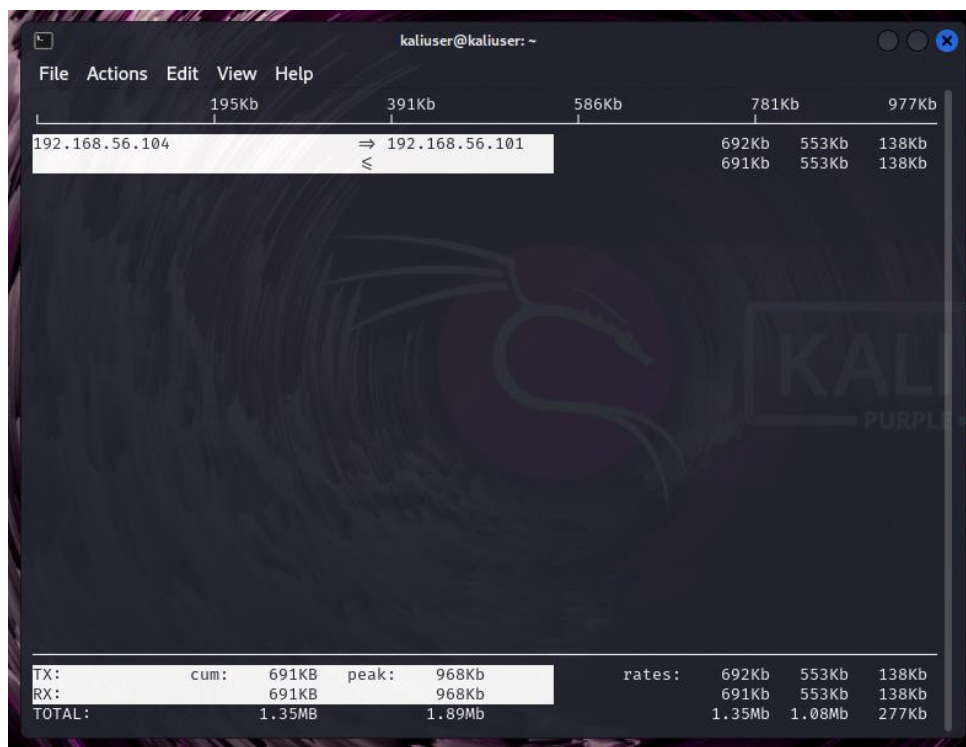 kaliuser@kaliuser: ~
File Actions Edit View Help
195Kb 391Kb 586Kb 781Kb 977Kb
192.168.56.104 ⇒ 192.168.56.101 692Kb 553Kb 138Kb
⇐ 691Kb 553Kb 138Kb
KALI
PURPLE
TX: cum: 691KB peak: 968Kb rates: 692Kb 553Kb 138Kb
RX: 691KB 968Kb 691Kb 553Kb 138Kb
TOTAL: 1.35MB 1.89Mb 1.35Mb 1.08Mb 277Kb